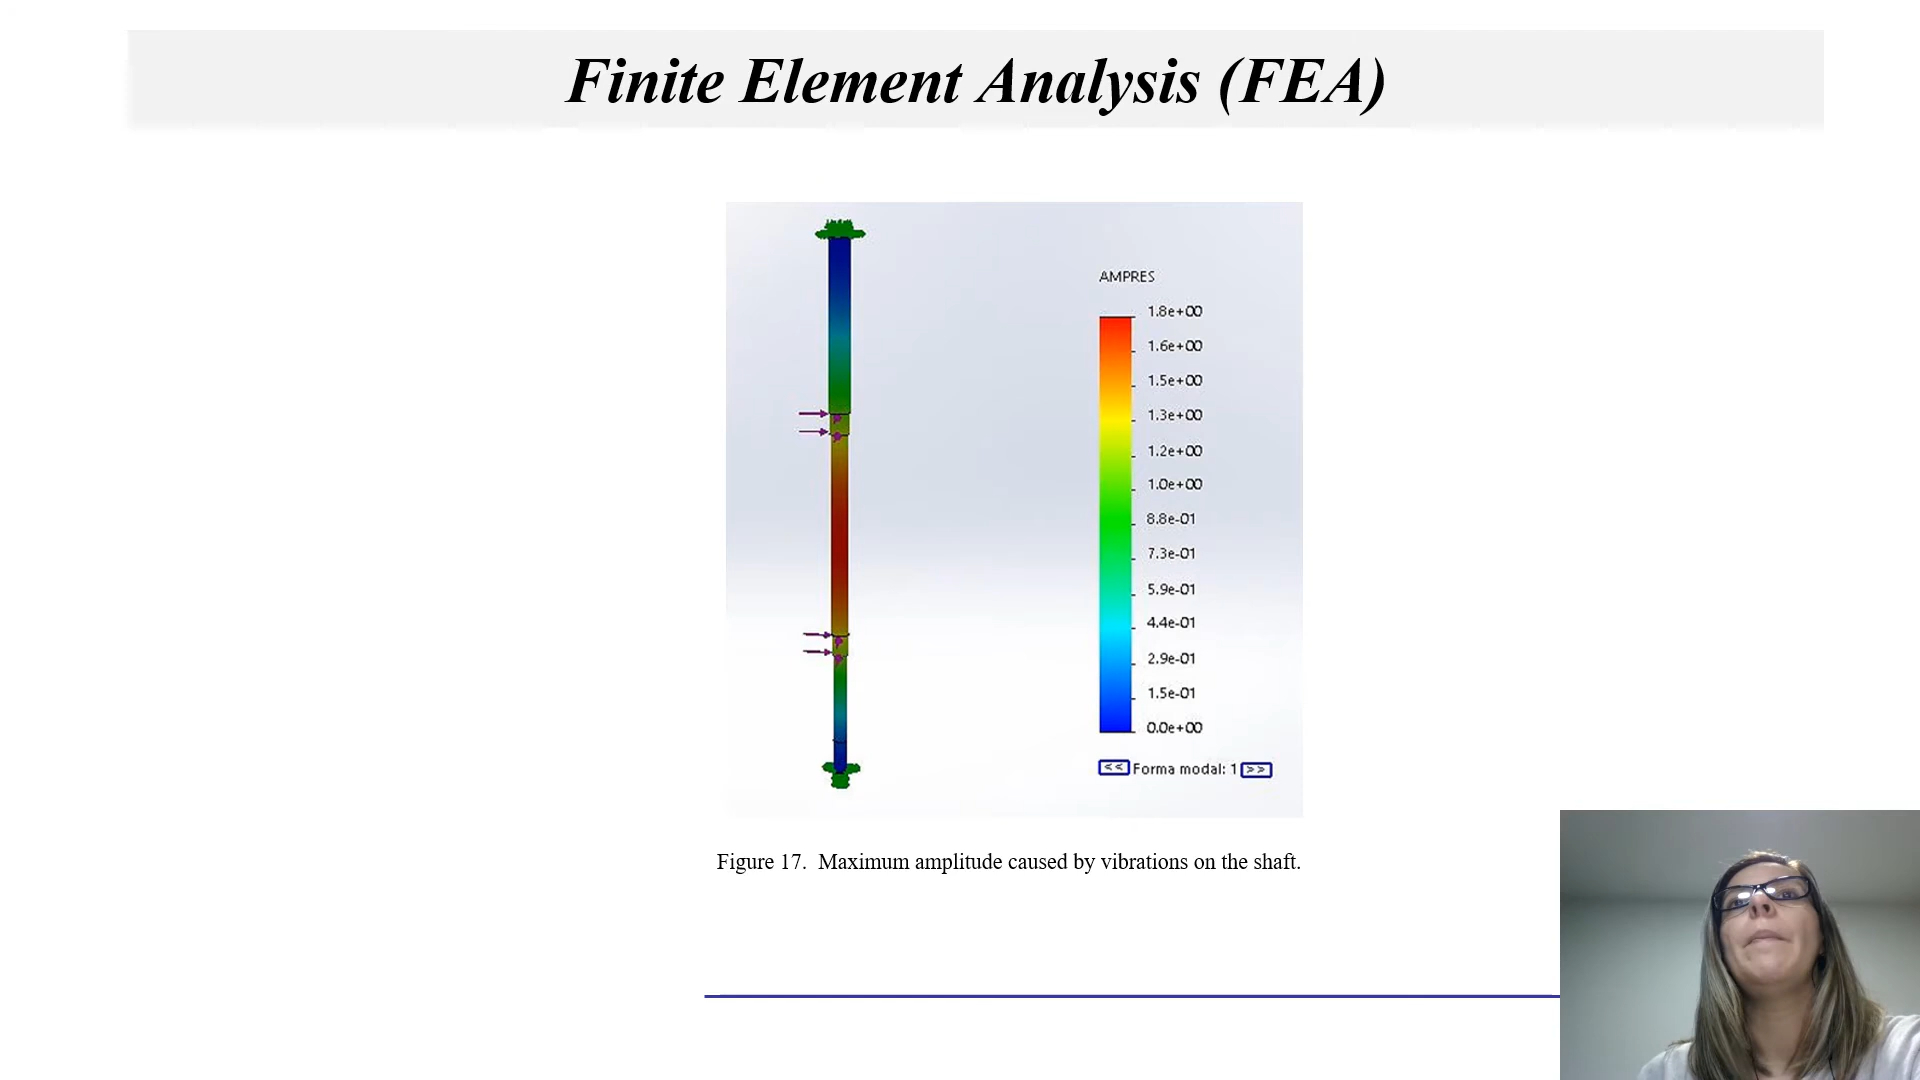 Finite Element Analysis (FEA)
AMPRES
1.8e+00
1.6e+00
1.5e+00
1.3e+00
1.2e+00
1.0e+00
8.8e-01
7.3e-01
5.9e-01
4.4e-01
2.9e-01
1.5e-01
0.0e+00
<< Forma modal: 1 >>
Figure 17.  Maximum amplitude caused by vibrations on the shaft.